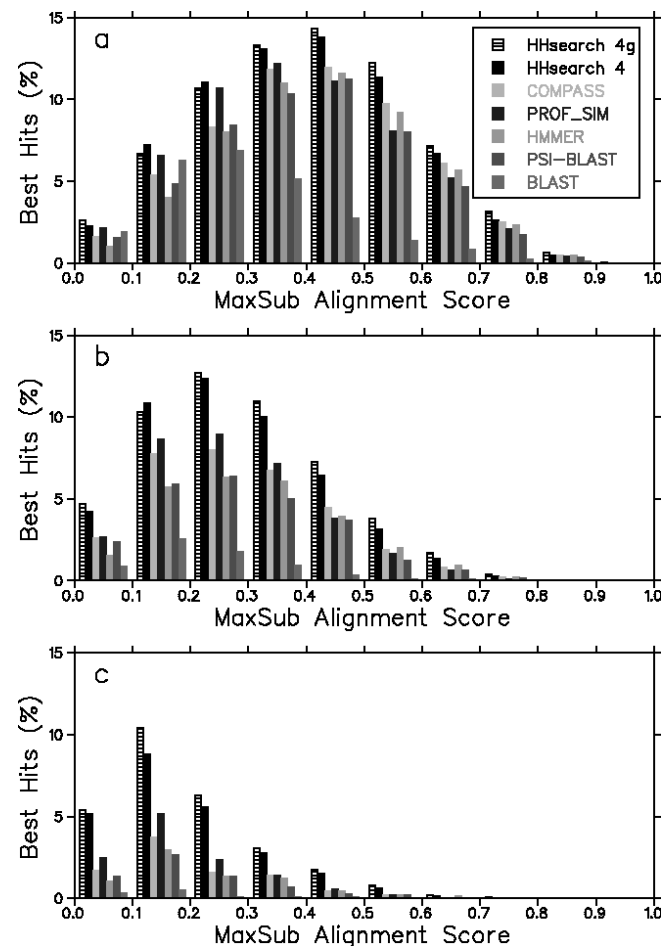 a
HHsearch 4g
HHsearch 4
COMPASS
PROF_SIM
HMMER
PSI-BLAST
BLAST
Best Hits (%)
15
10
5
0
0.0 0.1 0.2 0.3 0.4 0.5 0.6 0.7 0.8 0.9 1.0
MaxSub Alignment Score
b
Best Hits (%)
15
10
5
0
0.0 0.1 0.2 0.3 0.4 0.5 0.6 0.7 0.8 0.9 1.0
MaxSub Alignment Score
c
Best Hits (%)
15
10
5
0
0.0 0.1 0.2 0.3 0.4 0.5 0.6 0.7 0.8 0.9 1.0
MaxSub Alignment Score